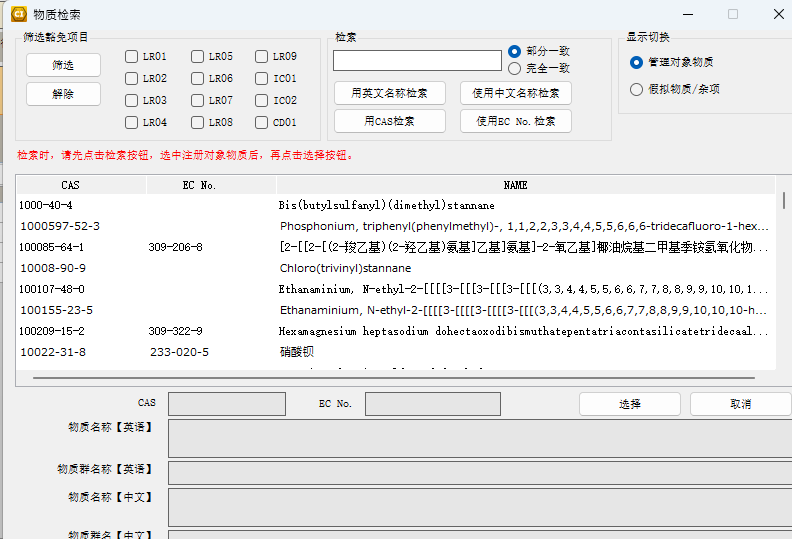 物质检索
筛选豁免项目
筛选
解除
LR01 LR05 LR09
LR02 LR06 IC01
LR03 LR07 IC02
LR04 LR08 CD01
检索
部分一致
完全一致
用英文名称检索 使用中文名称检索
用CAS检索 使用EC No.检索
显示切换
管理对象物质
假拟物质/杂项
检索时，请先点击检索按钮，选中注册对象物质后，再点击选择按钮。
CAS EC No. NAME
1000-40-4 Bis(butylsulfanyl)(dimethyl)stannane
1000597-52-3 Phosphonium, triphenyl(phenylmethyl)-, 1,1,2,2,3,3,4,4,5,5,6,6,6-tridecafluoro-1-hex...
100085-64-1 309-206-8 [2-[[2-[(2-羧乙基)(2-羟乙基)氨基]乙基]氨基]-2-氧乙基]椰油烷基二甲基季铵氢氧化物...
10008-90-9 Chloro(trivinyl)stannane
100107-48-0 Ethanaminium, N-ethyl-2-[[[[3-[[[3-[[[3-[[[(3,3,4,4,5,5,6,6,7,7,8,8,9,9,10,10,1...
100155-23-5 Ethanaminium, N-ethyl-2-[[[[3-[[[[3-[[[[3-[[[(3,3,4,4,5,5,6,6,7,7,8,8,9,9,10,10,10-h...
100209-15-2 309-322-9 Hexamagnesium heptasodium dohectaoxodibismuthatepentatriacontasilicatetridecaal...
10022-31-8 233-020-5 硝酸钡
CAS EC No. 选择 取消
物质名称【英语】
物质群名称【英语】
物质名称【中文】
物质群名【中文】